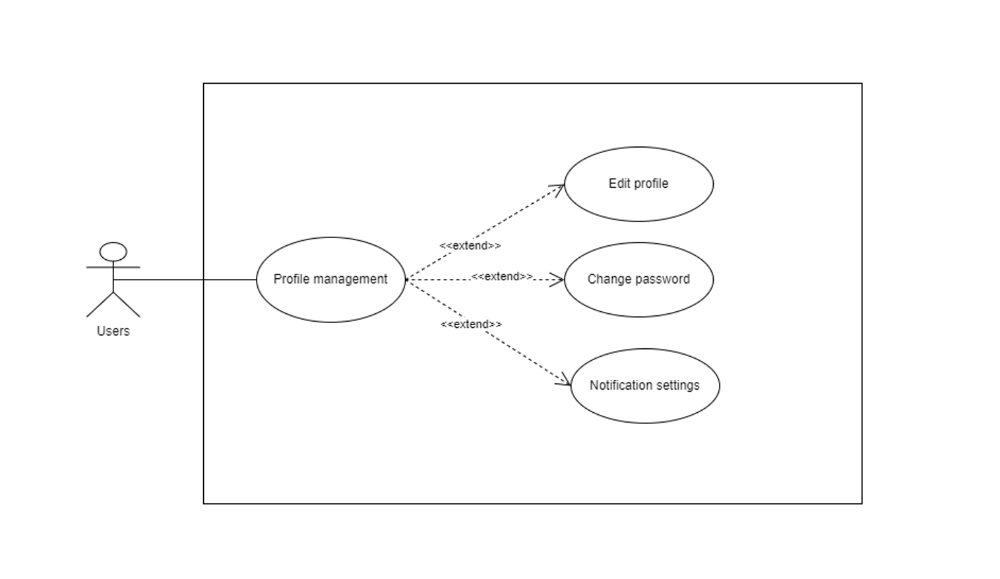 Edit profile
<<extend>>
<<extend>>
Change password
Profile management
<<extend>>
Users
Notification settings